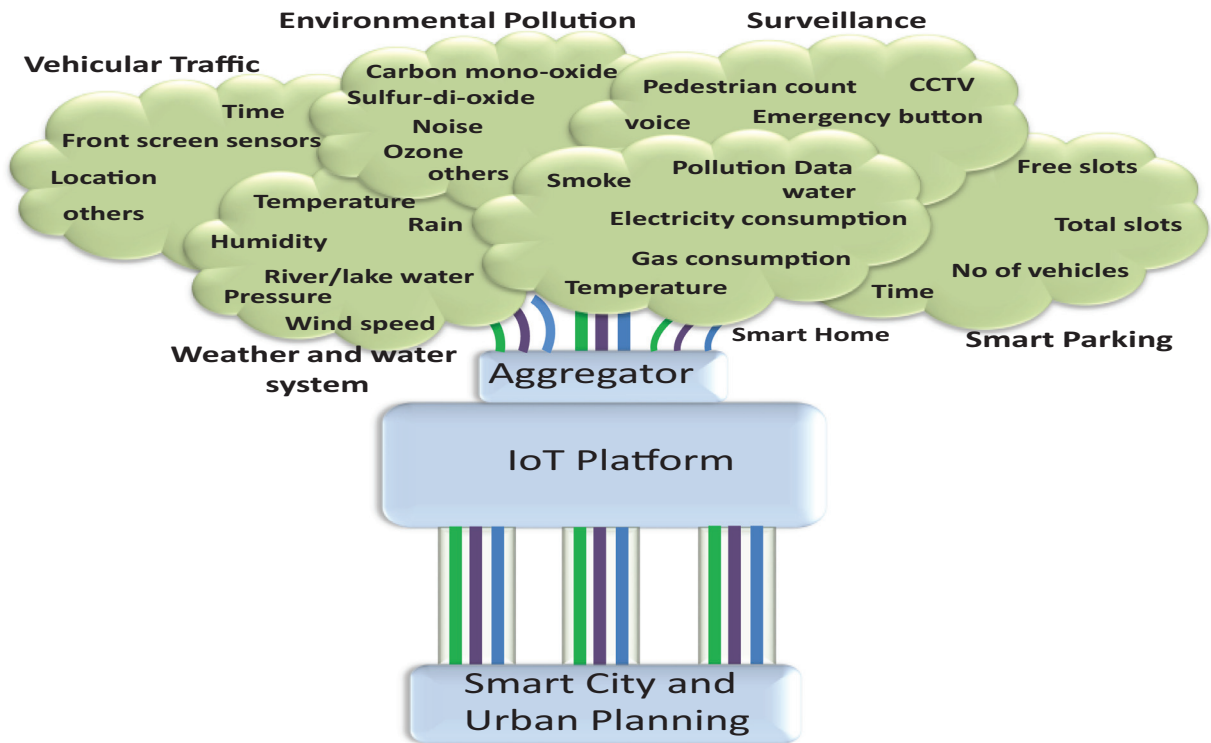 Environmental Pollution
Surveillance
Vehicular Traffic
Time
Front screen sensors
Location
others
Carbon mono-oxide
Sulfur-di-oxide
Noise
Ozone
others
Pedestrian count
CCTV
voice
Emergency button
Temperature
Rain
Humidity
River/lake water
Pressure
Wind speed
Weather and water
system
Smoke
Pollution Data
water
Electricity consumption
Gas consumption
Temperature
Smart Home
Free slots
Total slots
No of vehicles
Time
Smart Parking
Aggregator
IoT Platform
Smart City and
Urban Planning